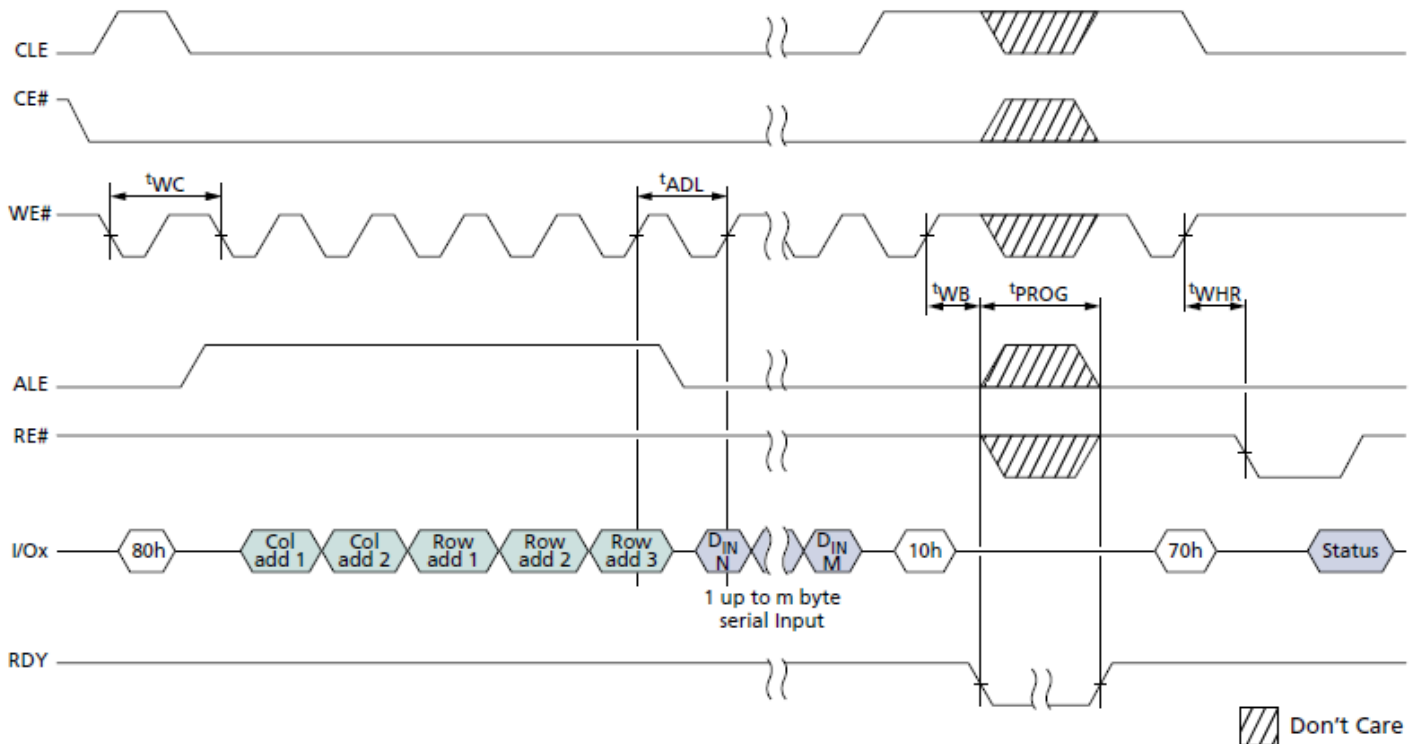 CLE
CE#
tWC
tADL
WE#
tWB
tPROG
tWHR
ALE
RE#
I/Ox
80h
Col add 1
Col add 2
Row add 1
Row add 2
Row add 3
DIN N
DIN M
10h
70h
Status
1 up to m byte
serial Input
RDY
Don't Care